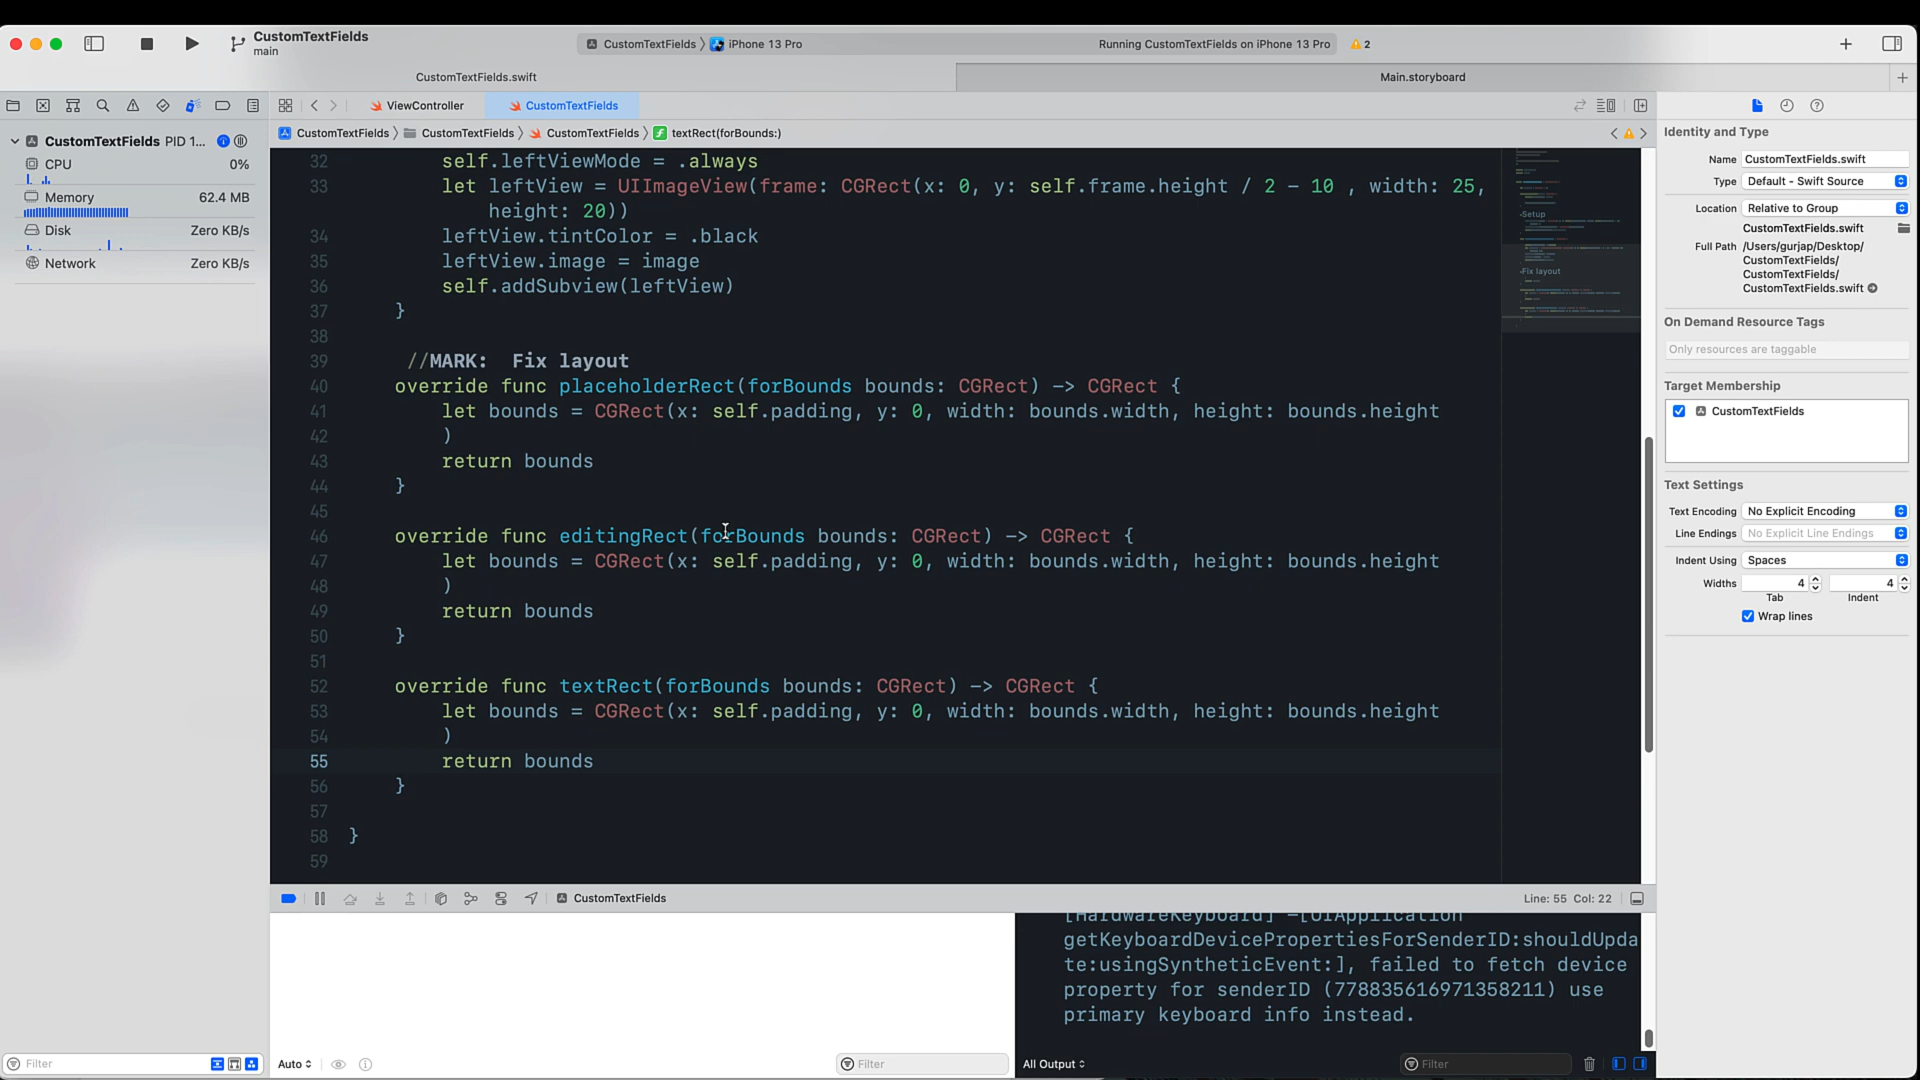 CustomTextFields
main
CustomTextFields
iPhone 13 Pro
Running CustomTextFields on iPhone 13 Pro
2
CustomTextFields.swift
Main.storyboard
ViewController
CustomTextFields
CustomTextFields
CustomTextFields
CustomTextFields
textRect(forBounds:)
CustomTextFields PID 1...
CPU 0%
Memory 62.4 MB
Disk Zero KB/s
Network Zero KB/s
32 self.leftViewMode = .always
33 let leftView = UIImageView(frame: CGRect(x: 0, y: self.frame.height / 2 - 10 , width: 25,
height: 20))
34 leftView.tintColor = .black
35 leftView.image = image
36 self.addSubview(leftView)
37 }
38
39 //MARK:  Fix layout
40 override func placeholderRect(forBounds bounds: CGRect) -> CGRect {
41 let bounds = CGRect(x: self.padding, y: 0, width: bounds.width, height: bounds.height
42 )
43 return bounds
44 }
45
46 override func editingRect(forBounds bounds: CGRect) -> CGRect {
47 let bounds = CGRect(x: self.padding, y: 0, width: bounds.width, height: bounds.height
48 )
49 return bounds
50 }
51
52 override func textRect(forBounds bounds: CGRect) -> CGRect {
53 let bounds = CGRect(x: self.padding, y: 0, width: bounds.width, height: bounds.height
54 )
55 return bounds
56 }
57
58 }
59
Setup
Fix layout
Identity and Type
Name CustomTextFields.swift
Type Default - Swift Source
Location Relative to Group
CustomTextFields.swift
Full Path /Users/gurjap/Desktop/
CustomTextFields/
CustomTextFields/
CustomTextFields.swift
On Demand Resource Tags
Only resources are taggable
Target Membership
CustomTextFields
Text Settings
Text Encoding No Explicit Encoding
Line Endings No Explicit Line Endings
Indent Using Spaces
Widths 4 4
Tab Indent
Wrap lines
CustomTextFields
Line: 55 Col: 22
[HardwareKeyboard] -[UIApplication
getKeyboardDevicePropertiesForSenderID:shouldUpda
te:usingSyntheticEvent:], failed to fetch device
property for senderID (778835616971358211) use
primary keyboard info instead.
Filter
Auto
Filter
All Output
Filter